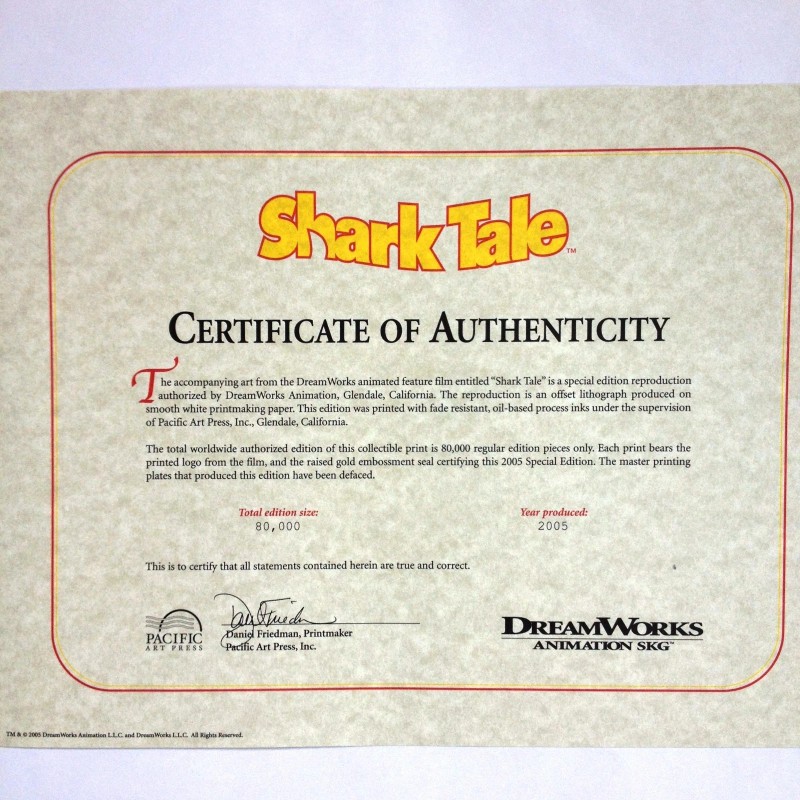 Shark Tale™
CERTIFICATE OF AUTHENTICITY
The accompanying art from the DreamWorks animated feature film entitled "Shark Tale" is a special edition reproduction
authorized by DreamWorks Animation, Glendale, California. The reproduction is an offset lithograph produced on
smooth white printmaking paper. This edition was printed with fade resistant, oil-based process inks under the supervision
of Pacific Art Press, Inc., Glendale, California.
The total worldwide authorized edition of this collectible print is 80,000 regular edition pieces only. Each print bears the
printed logo from the film, and the raised gold embossment seal certifying this 2005 Special Edition. The master printing
plates that produced this edition have been defaced.
Total edition size:
80,000
Year produced:
2005
This is to certify that all statements contained herein are true and correct.
PACIFIC
ART PRESS
Daniel Friedman, Printmaker
Pacific Art Press, Inc.
DREAMWORKS
ANIMATION SKG™
TM & © 2005 DreamWorks Animation L.L.C. and DreamWorks L.L.C. All Rights Reserved.